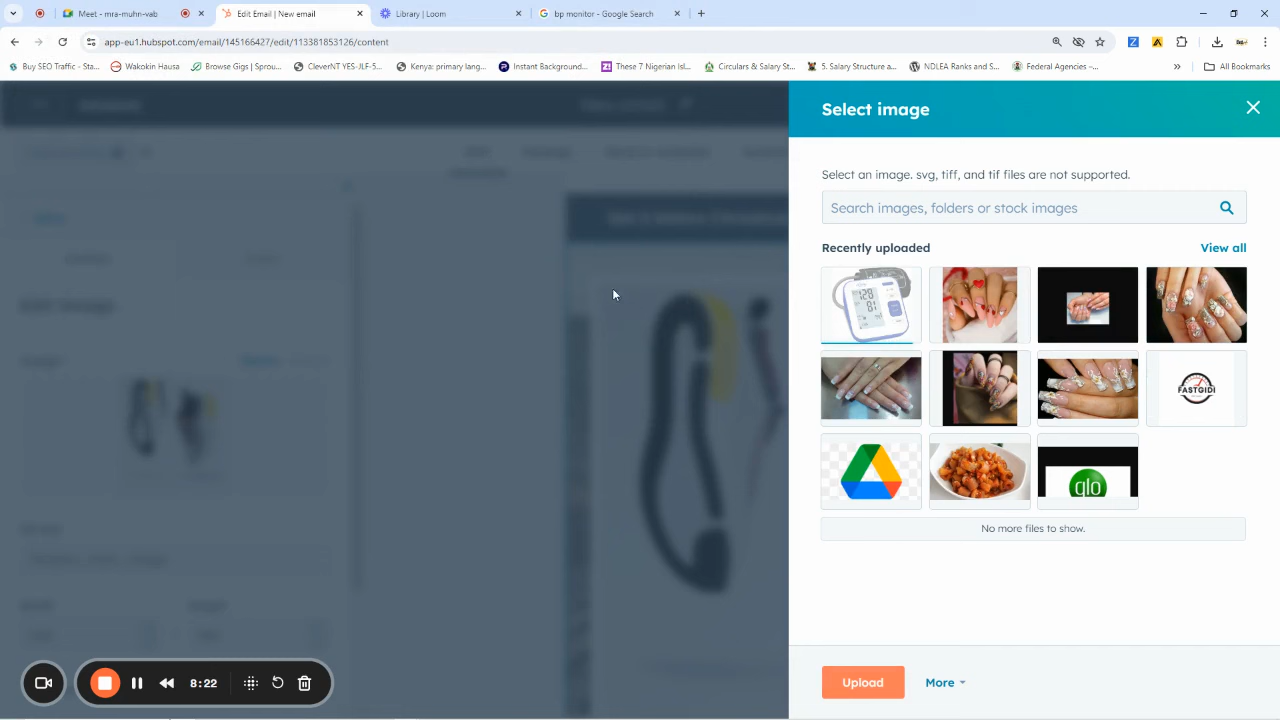 Meet - mra-muhn-vab
Edit Email | New email
Library | Loom
bp monitor - Google Search
app-eu1.hubspot.com/email/145166427/edit/113381853126/content
Buy SEO Traffic - Sta...
Wakokin Hausa
Browse Gigs | Sprou...
CleverNT YES-JLF-5...
Kenya: primary lang...
Instant Background...
These 7 Nigerian Isl...
Circulars & Salary St...
5. Salary Structure a...
NDLEA Ranks and S...
Federal Agencies –...
»
All Bookmarks
Select image
Select an image. svg, tiff, and tif files are not supported.
Search images, folders or stock images
Recently uploaded
View all
128
81
FASTGIDI
glo
No more files to show.
8:22
Upload
More